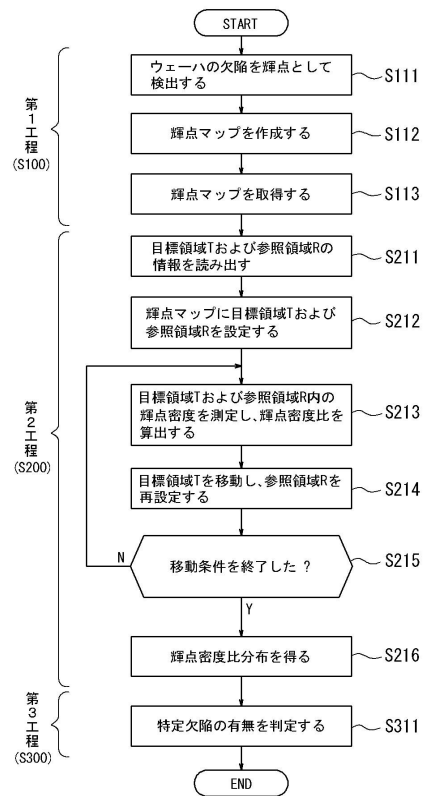 START
第1工程
(S100)
ウェーハの欠陥を輝点として
検出する
S111
輝点マップを作成する
S112
輝点マップを取得する
S113
第2工程
(S200)
目標領域Tおよび参照領域Rの
情報を読み出す
S211
輝点マップに目標領域Tおよび
参照領域Rを設定する
S212
目標領域Tおよび参照領域R内の
輝点密度を測定し、輝点密度比を
算出する
S213
目標領域Tを移動し、参照領域Rを
再設定する
S214
N
移動条件を終了した ?
S215
Y
輝点密度比分布を得る
S216
第3工程
(S300)
特定欠陥の有無を判定する
S311
END